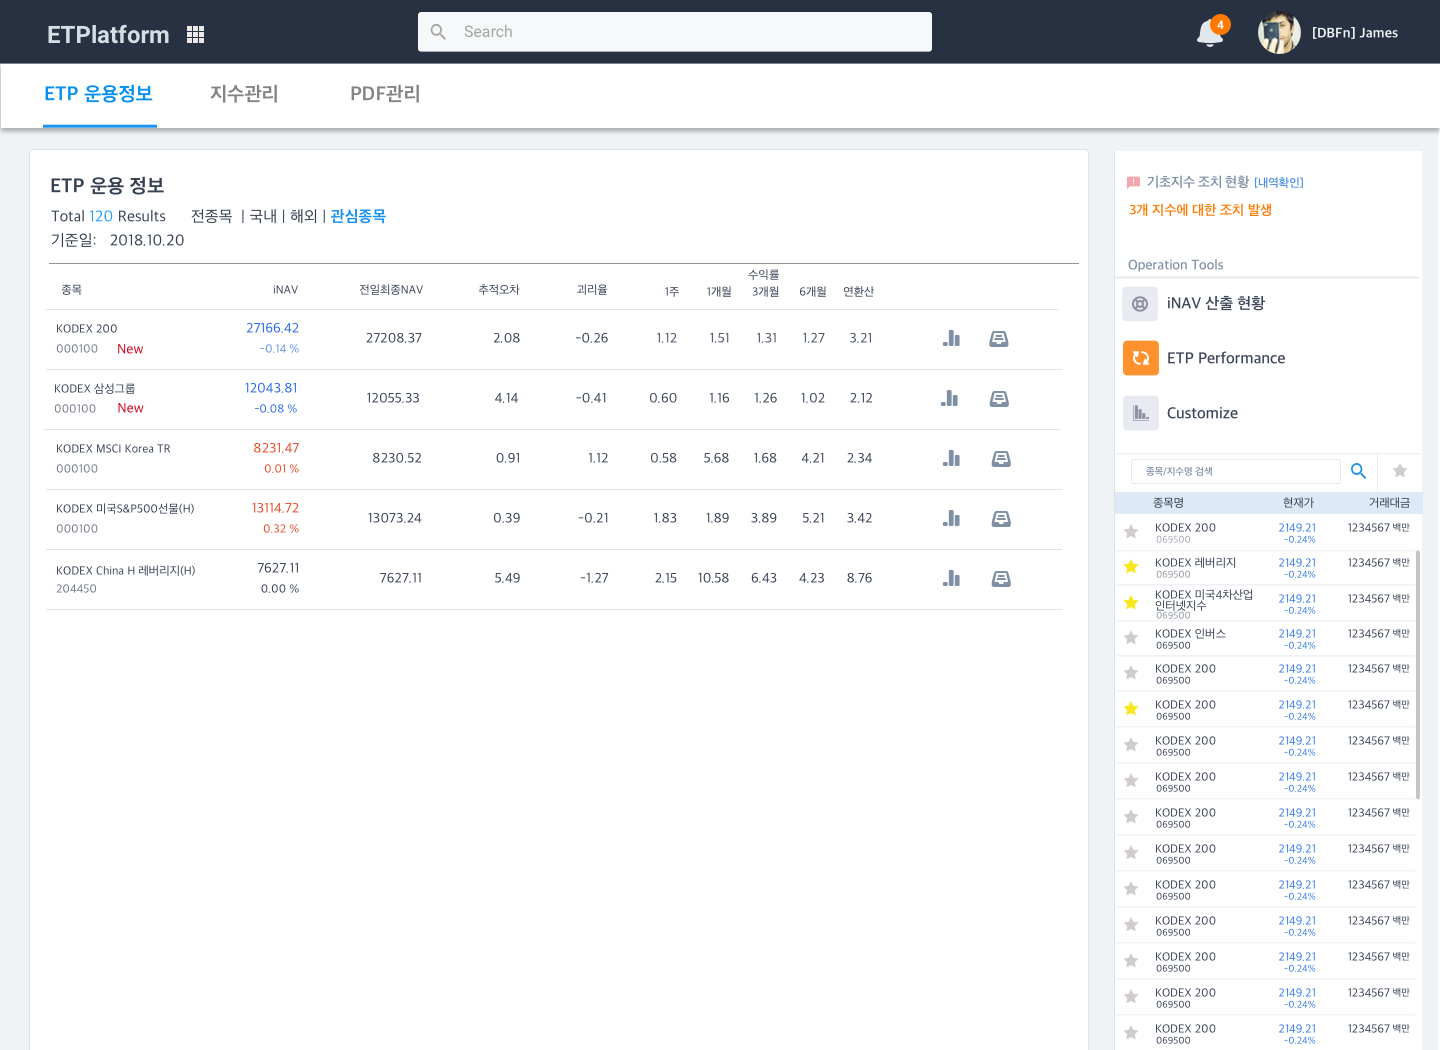 ETPlatform
Search
4
[DBFn] James
ETP 운용정보 지수관리 PDF관리
ETP 운용 정보
Total 120 Results 전종목 | 국내 | 해외 | 관심종목
기준일: 2018.10.20
수익률
종목 iNAV 전일최종NAV 추적오차 괴리율 1주 1개월 3개월 6개월 연환산
KODEX 200 27166.42
27208.37 2.08 -0.26 1.12 1.51 1.31 1.27 3.21
000100 New -0.14 %
KODEX 삼성그룹 12043.81
12055.33 4.14 -0.41 0.60 1.16 1.26 1.02 2.12
000100 New -0.08 %
KODEX MSCI Korea TR 8231.47
8230.52 0.91 1.12 0.58 5.68 1.68 4.21 2.34
000100 0.01 %
KODEX 미국S&P500선물(H) 13114.72
13073.24 0.39 -0.21 1.83 1.89 3.89 5.21 3.42
000100 0.32 %
KODEX China H 레버리지(H) 7627.11
7627.11 5.49 -1.27 2.15 10.58 6.43 4.23 8.76
204450 0.00 %
기초지수 조치 현황 [내역확인]
3개 지수에 대한 조치 발생
Operation Tools
iNAV 산출 현황
ETP Performance
Customize
종목/지수명 검색
종목명 현재가 거래대금
KODEX 200 2149.21 1234567 백만
069500 -0.24%
KODEX 레버리지 2149.21 1234567 백만
069500 -0.24%
KODEX 미국4차산업
인터넷지수 2149.21 1234567 백만
069500 -0.24%
KODEX 인버스 2149.21 1234567 백만
069500 -0.24%
KODEX 200 2149.21 1234567 백만
069500 -0.24%
KODEX 200 2149.21 1234567 백만
069500 -0.24%
KODEX 200 2149.21 1234567 백만
069500 -0.24%
KODEX 200 2149.21 1234567 백만
069500 -0.24%
KODEX 200 2149.21 1234567 백만
069500 -0.24%
KODEX 200 2149.21 1234567 백만
069500 -0.24%
KODEX 200 2149.21 1234567 백만
069500 -0.24%
KODEX 200 2149.21 1234567 백만
069500 -0.24%
KODEX 200 2149.21 1234567 백만
069500 -0.24%
KODEX 200 2149.21 1234567 백만
069500 -0.24%
KODEX 200 2149.21 1234567 백만
069500 -0.24%